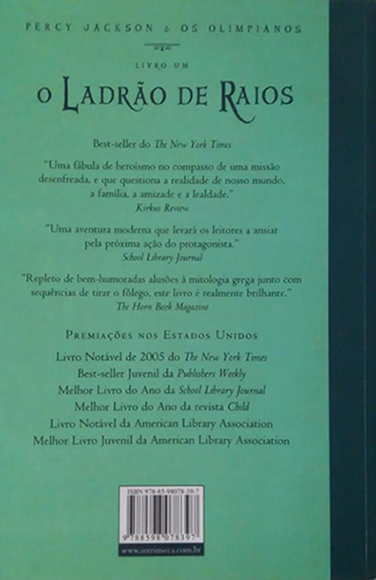 PERCY JACKSON & OS OLIMPIANOS
LIVRO UM
O LADRÃO DE RAIOS
Best-seller do The New York Times
"Uma fábula de heroísmo no compasso de uma missão
desenfreada, e que questiona a realidade de nosso mundo,
a família, a amizade e a lealdade."
Kirkus Review
"Uma aventura moderna que levará os leitores a ansiar
pela próxima ação do protagonista."
School Library Journal
"Repleto de bem-humoradas alusões à mitologia grega junto com
sequências de tirar o fôlego, este livro é realmente brilhante."
The Horn Book Magazine
PREMIAÇÕES NOS ESTADOS UNIDOS
Livro Notável de 2005 do The New York Times
Best-seller Juvenil da Publishers Weekly
Melhor Livro do Ano da School Library Journal
Melhor Livro do Ano da revista Child
Livro Notável da American Library Association
Melhor Livro Juvenil da American Library Association
ISBN 978-85-98078-39-7
9788598078397
www.intrinseca.com.br